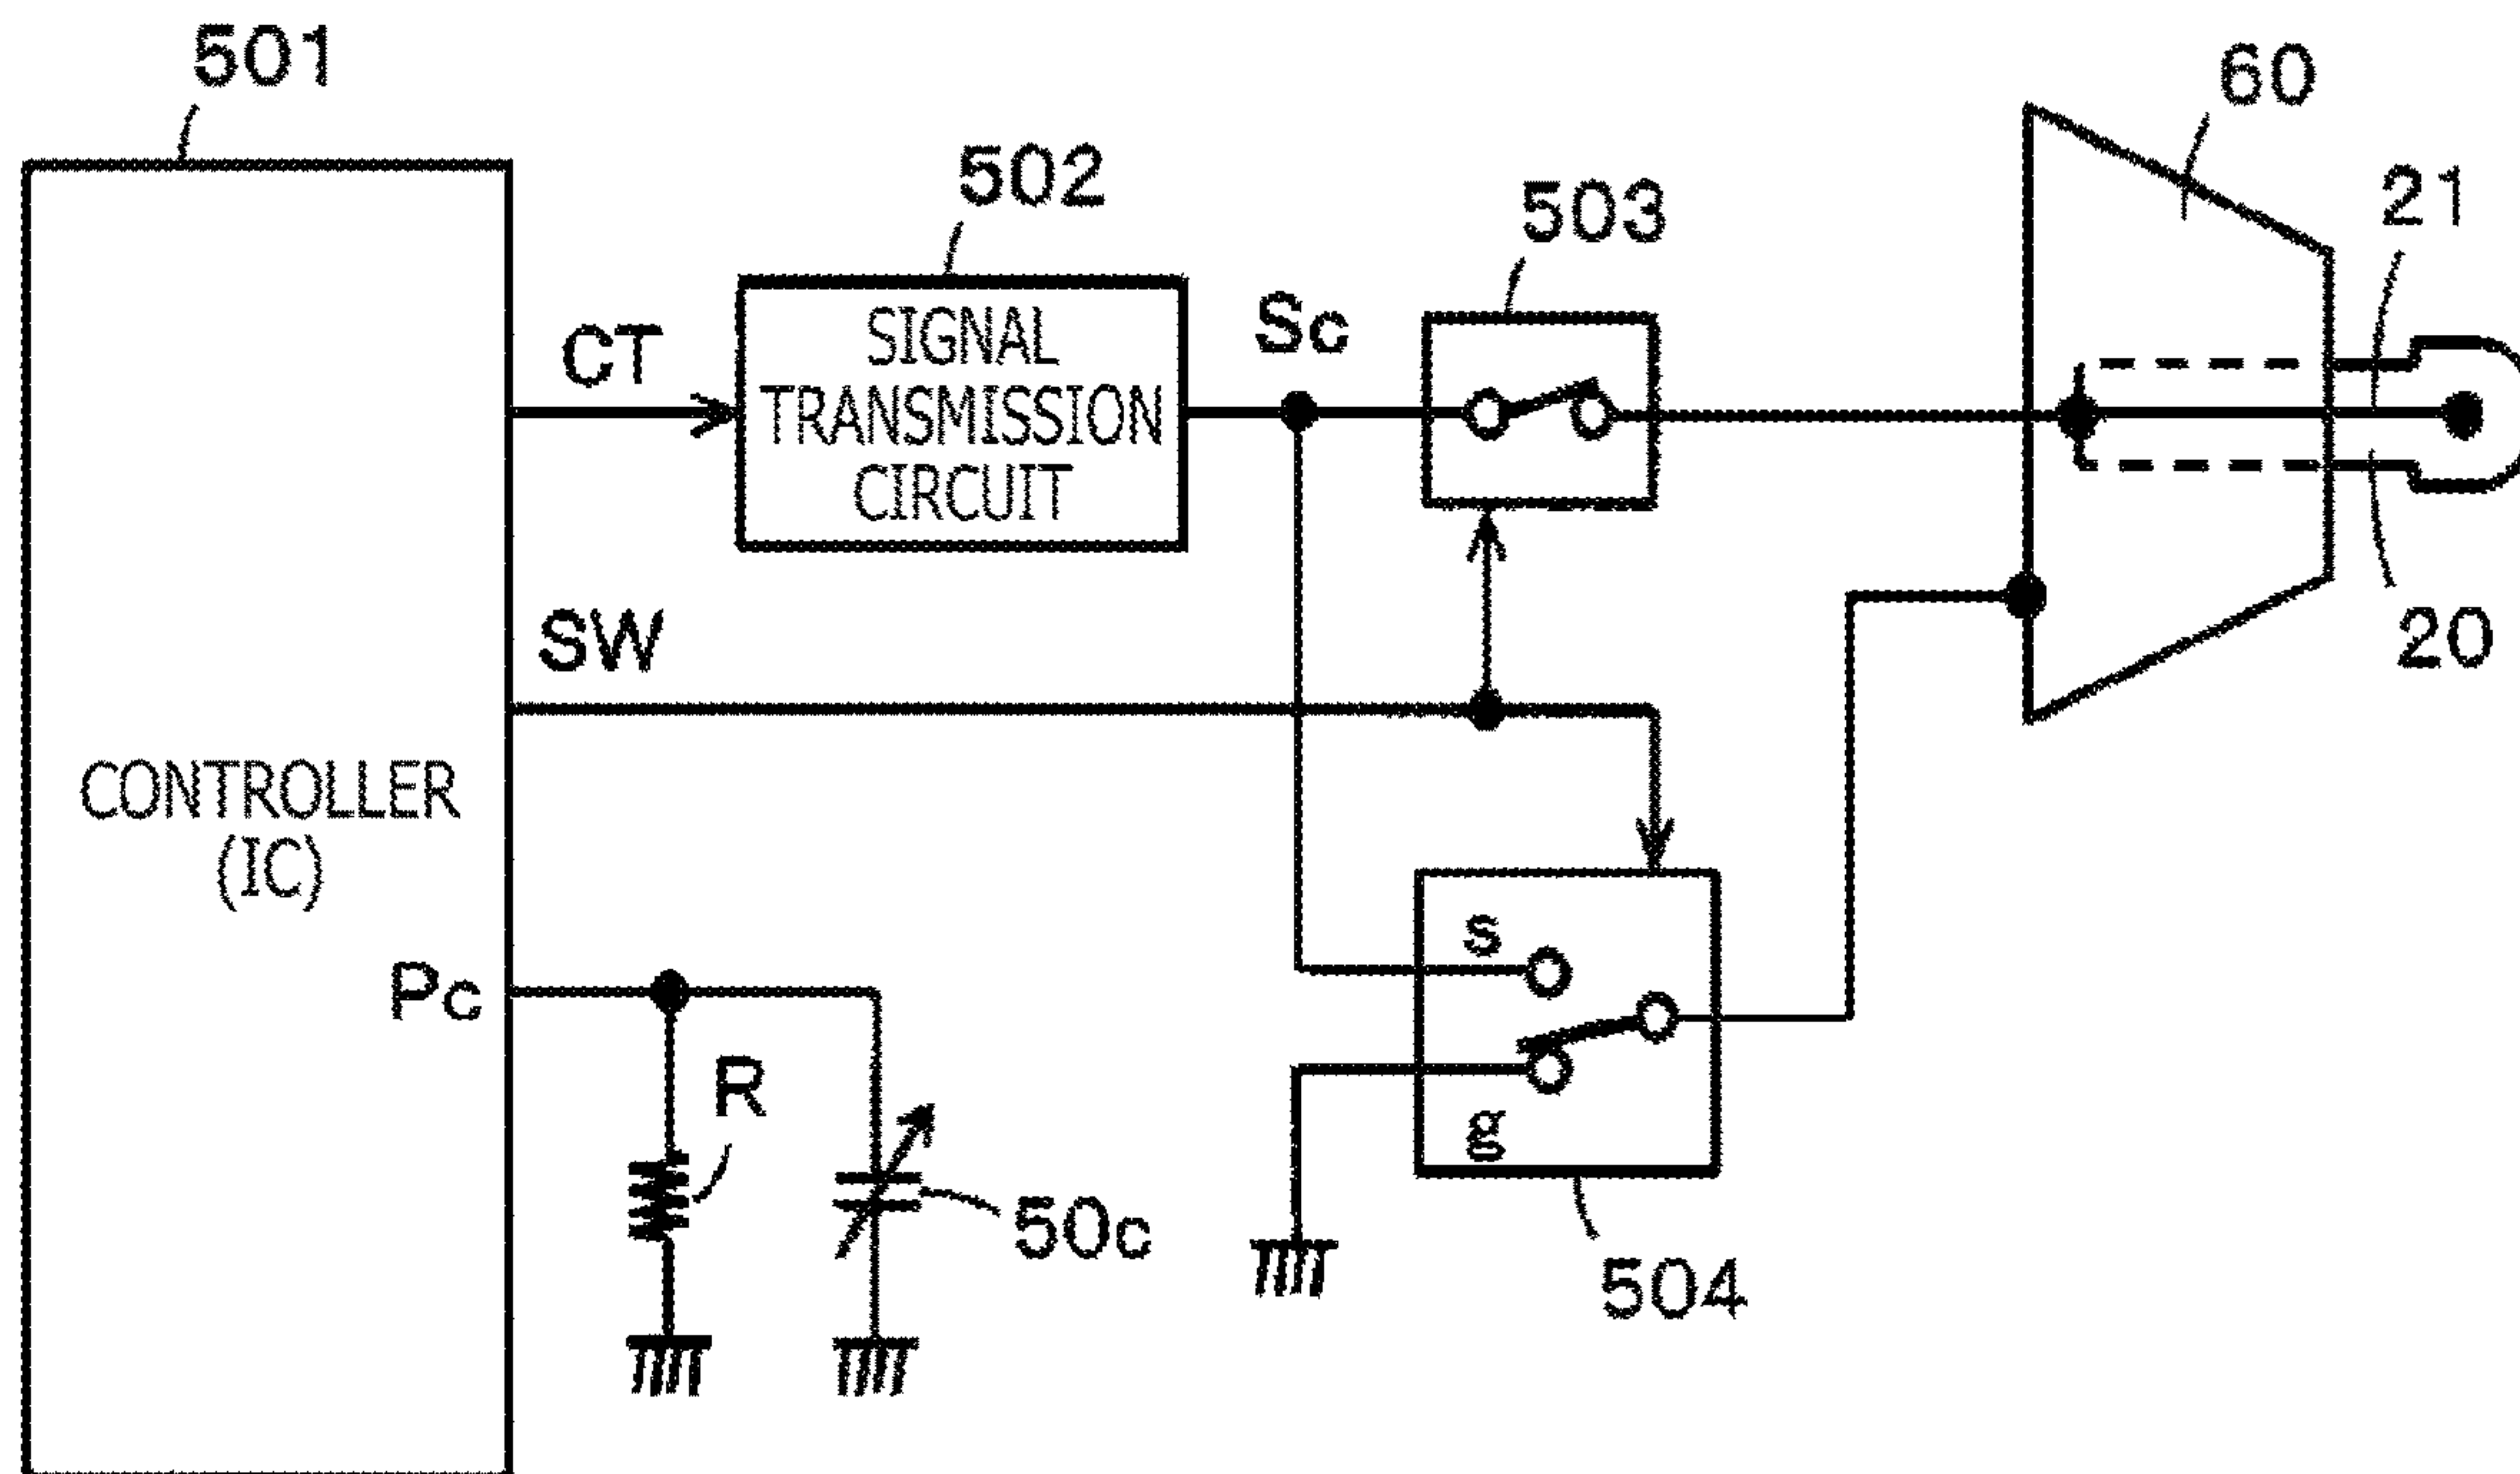 501
60
502
503
21
SIGNAL
TRANSMISSION
CIRCUIT
CT
Sc
SW
20
CONTROLLER
(IC)
s
Pc
R
g
50c
504